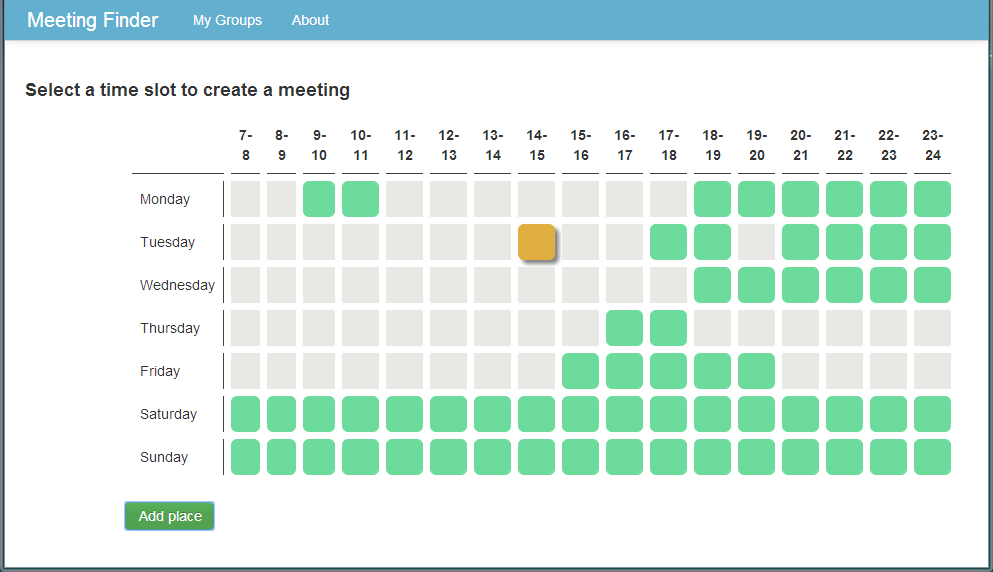 Meeting Finder My Groups About
Select a time slot to create a meeting
7- 8- 9- 10- 11- 12- 13- 14- 15- 16- 17- 18- 19- 20- 21- 22- 23-
8 9 10 11 12 13 14 15 16 17 18 19 20 21 22 23 24
Monday
Tuesday
Wednesday
Thursday
Friday
Saturday
Sunday
Add place